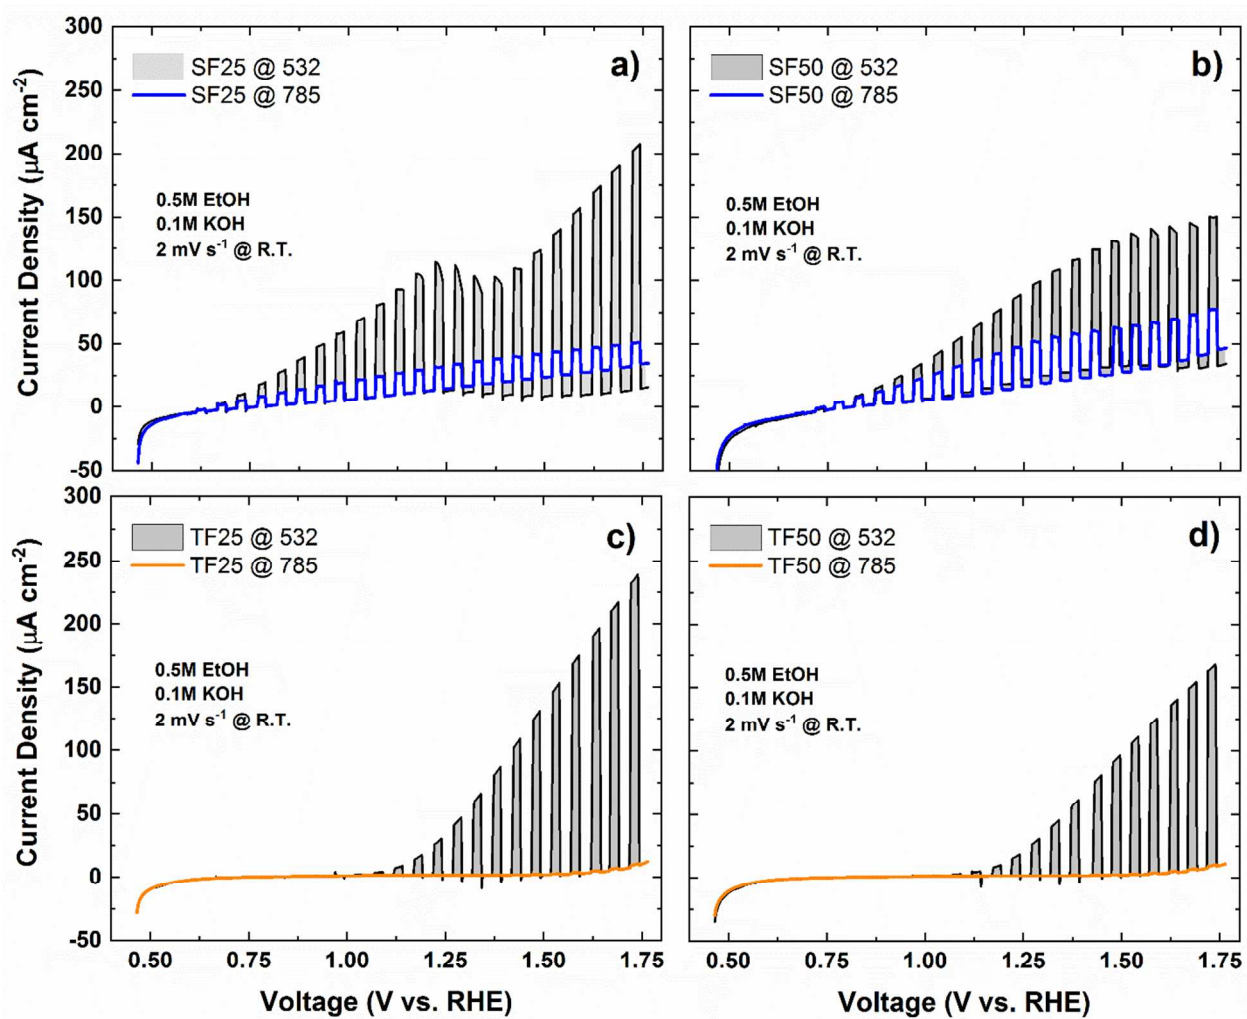 300
250
200
150
100
50
0
-50
Current Density (µA cm⁻²)
SF25 @ 532
SF25 @ 785
a)
0.5M EtOH
0.1M KOH
2 mV s⁻¹ @ R.T.
SF50 @ 532
SF50 @ 785
b)
0.5M EtOH
0.1M KOH
2 mV s⁻¹ @ R.T.
300
250
200
150
100
50
0
-50
Current Density (µA cm⁻²)
TF25 @ 532
TF25 @ 785
c)
0.5M EtOH
0.1M KOH
2 mV s⁻¹ @ R.T.
TF50 @ 532
TF50 @ 785
d)
0.5M EtOH
0.1M KOH
2 mV s⁻¹ @ R.T.
0.50 0.75 1.00 1.25 1.50 1.75
0.50 0.75 1.00 1.25 1.50 1.75
Voltage (V vs. RHE)
Voltage (V vs. RHE)